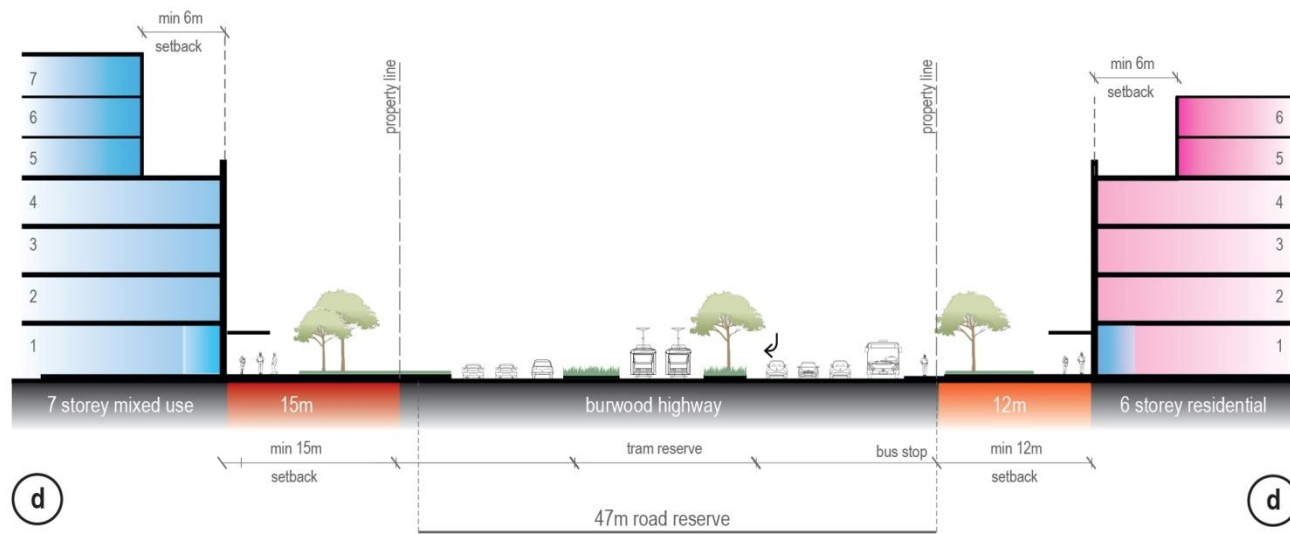 min 6m
setback
property line
property line
min 6m
setback
7
6
5
4
3
2
1
6
5
4
3
2
1
7 storey mixed use
15m
burwood highway
12m
6 storey residential
min 15m
setback
tram reserve
bus stop
min 12m
setback
d
d
47m road reserve